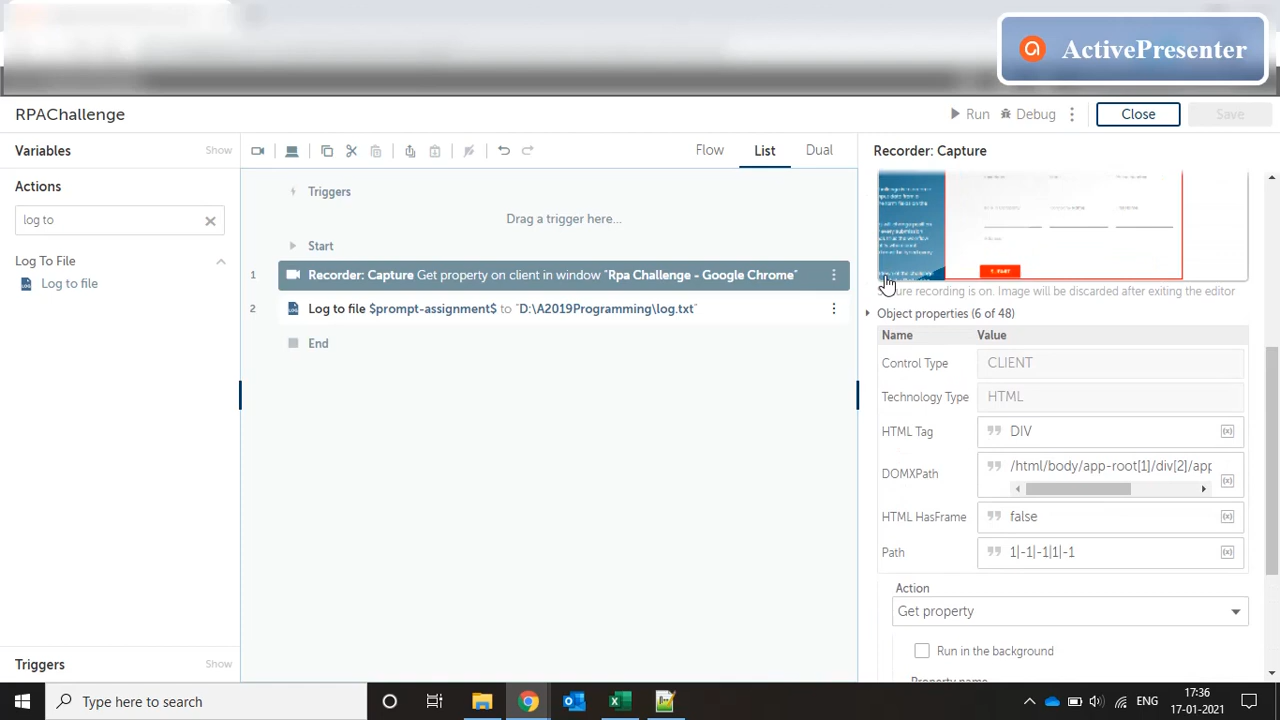 ActivePresenter
RPAChallenge
Run
Debug
Close
Save
Variables
Show
Flow
List
Dual
Recorder: Capture
Actions
log to
Log To File
Log to file
Triggers
Drag a trigger here...
Start
1
Recorder: Capture Get property on client in window "Rpa Challenge - Google Chrome"
2
Log to file $prompt-assignment$ to "D:\A2019Programming\log.txt"
End
START
recording is on. Image will be discarded after exiting the editor
Object properties (6 of 48)
Name
Value
Control Type
CLIENT
Technology Type
HTML
HTML Tag
DIV
DOMXPath
/html/body/app-root[1]/div[2]/app
HTML HasFrame
false
Path
1|-1|-1|1|-1
Action
Get property
Run in the background
Property name
Triggers
Show
Type here to search
ENG
17:36
17-01-2021